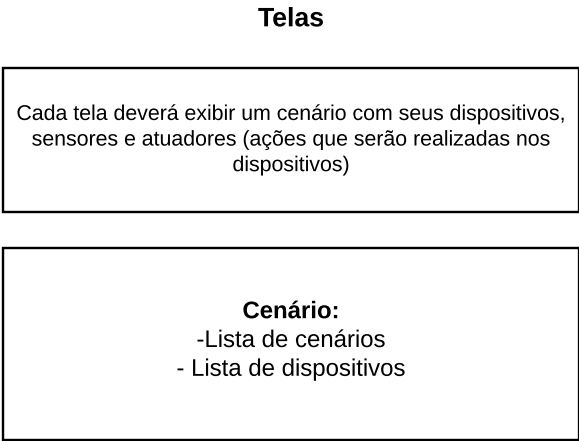 Telas
Cada tela deverá exibir um cenário com seus dispositivos,
sensores e atuadores (ações que serão realizadas nos
dispositivos)
Cenário:
-Lista de cenários
- Lista de dispositivos